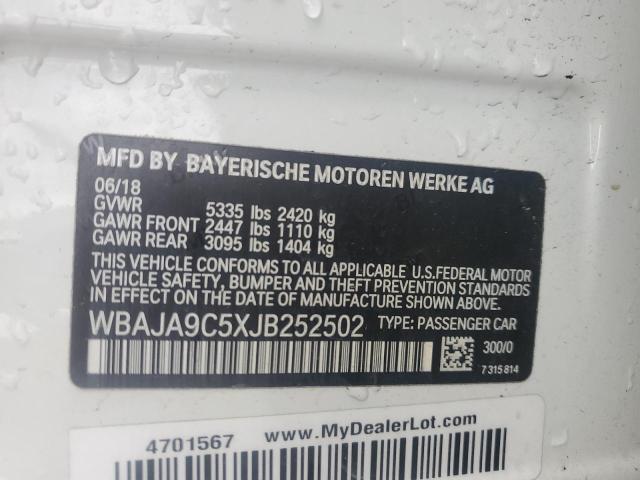 MFD BY BAYERISCHE MOTOREN WERKE AG
06/18
GVWR 5335 lbs 2420 kg
GAWR FRONT 2447 lbs 1110 kg
GAWR REAR 3095 lbs 1404 kg
THIS VEHICLE CONFORMS TO ALL APPLICABLE U.S.FEDERAL MOTOR
VEHICLE SAFETY, BUMPER AND THEFT PREVENTION STANDARDS
IN EFFECT ON THE DATE OF MANUFACTURE SHOWN ABOVE.
WBAJA9C5XJB252502 TYPE: PASSENGER CAR
300/0
7315814
4701567 www.MyDealerLot.com